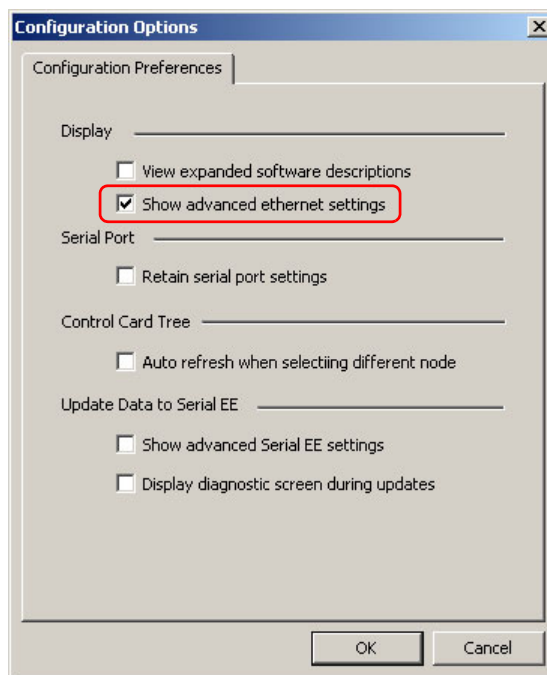 Configuration Options
Configuration Preferences
Display
View expanded software descriptions
Show advanced ethernet settings
Serial Port
Retain serial port settings
Control Card Tree
Auto refresh when selectiing different node
Update Data to Serial EE
Show advanced Serial EE settings
Display diagnostic screen during updates
OK Cancel